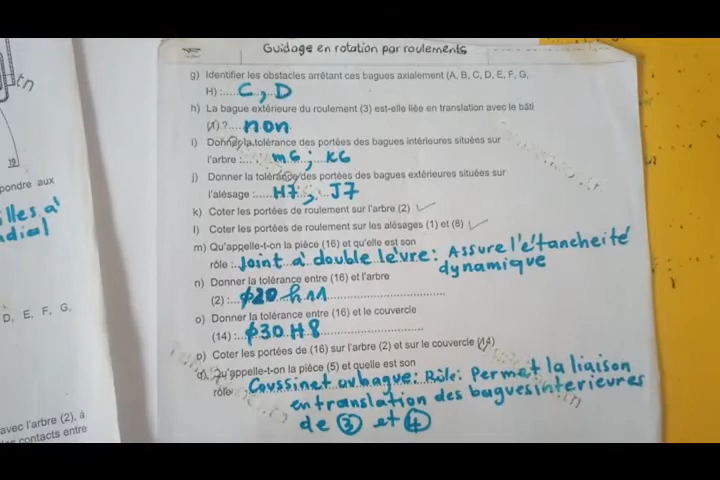 Guidage en rotation par roulements
g) Identifier les obstacles arrêtant ces bagues axialement (A, B, C, D, E, F, G,
H) :..... C, D
h) La bague extérieure du roulement (3) est-elle liée en translation avec le bâti
(1) ?.... non
i) Donner la tolérance des portées des bagues intérieures situées sur
l'arbre :.... m6 ; K6
j) Donner la tolérance des portées des bagues extérieures situées sur
l'alésage :..... H7 ; J7
k) Coter les portées de roulement sur l'arbre (2)
l) Coter les portées de roulement sur les alésages (1) et (8)
m) Qu'appelle-t-on la pièce (16) et qu'elle est son
rôle :.. Joint à double lèvre : Assure l'étanchéité
dynamique
n) Donner la tolérance entre (16) et l'arbre
(2) :... ϕ20 h11
o) Donner la tolérance entre (16) et le couvercle
(14) :.. ϕ30 H8
p) Coter les portées de (16) sur l'arbre (2) et sur le couvercle (14)
q) Qu'appelle-t-on la pièce (5) et quelle est son
rôle Coussinet ou bague : Rôle : Permet la liaison
en translation des bagues interieures
de ③ et ④
tn
10
pondre aux
illes à
dial
D, E, F, G,
avec l'arbre (2), à
contacts entre